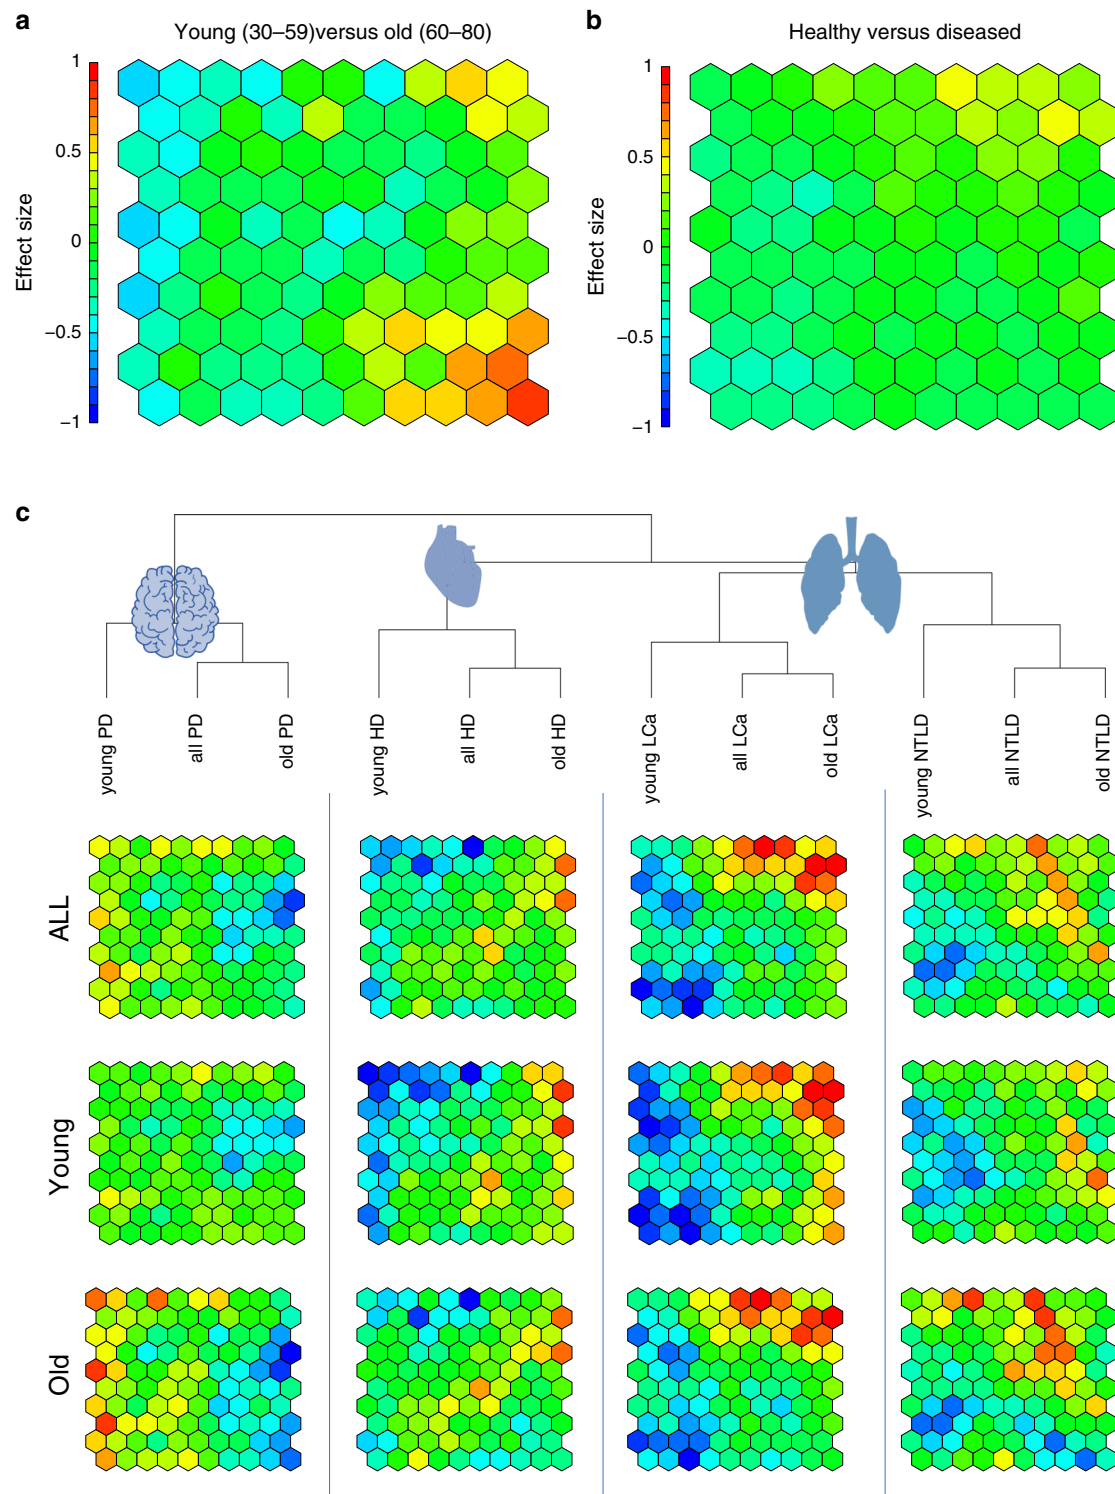 a
Young (30–59)versus old (60–80)
1
0.5
0
−0.5
−1
Effect size
b
Healthy versus diseased
1
0.5
0
−0.5
−1
Effect size
c
young PD
all PD
old PD
young HD
all HD
old HD
young LCa
all LCa
old LCa
young NTLD
all NTLD
old NTLD
ALL
Young
Old